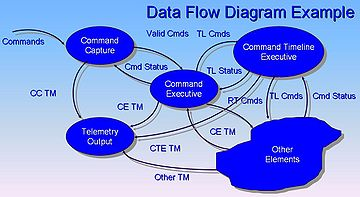 Data Flow Diagram Example
Commands
Command
Capture
Valid Cmds
TL Cmds
Command Timeline
Executive
Cmd Status
TL Status
CC TM
Command
Executive
RT Cmds
TL Cmds
Cmd Status
CE TM
CE TM
Telemetry
Output
CTE TM
Other
Elements
Other TM